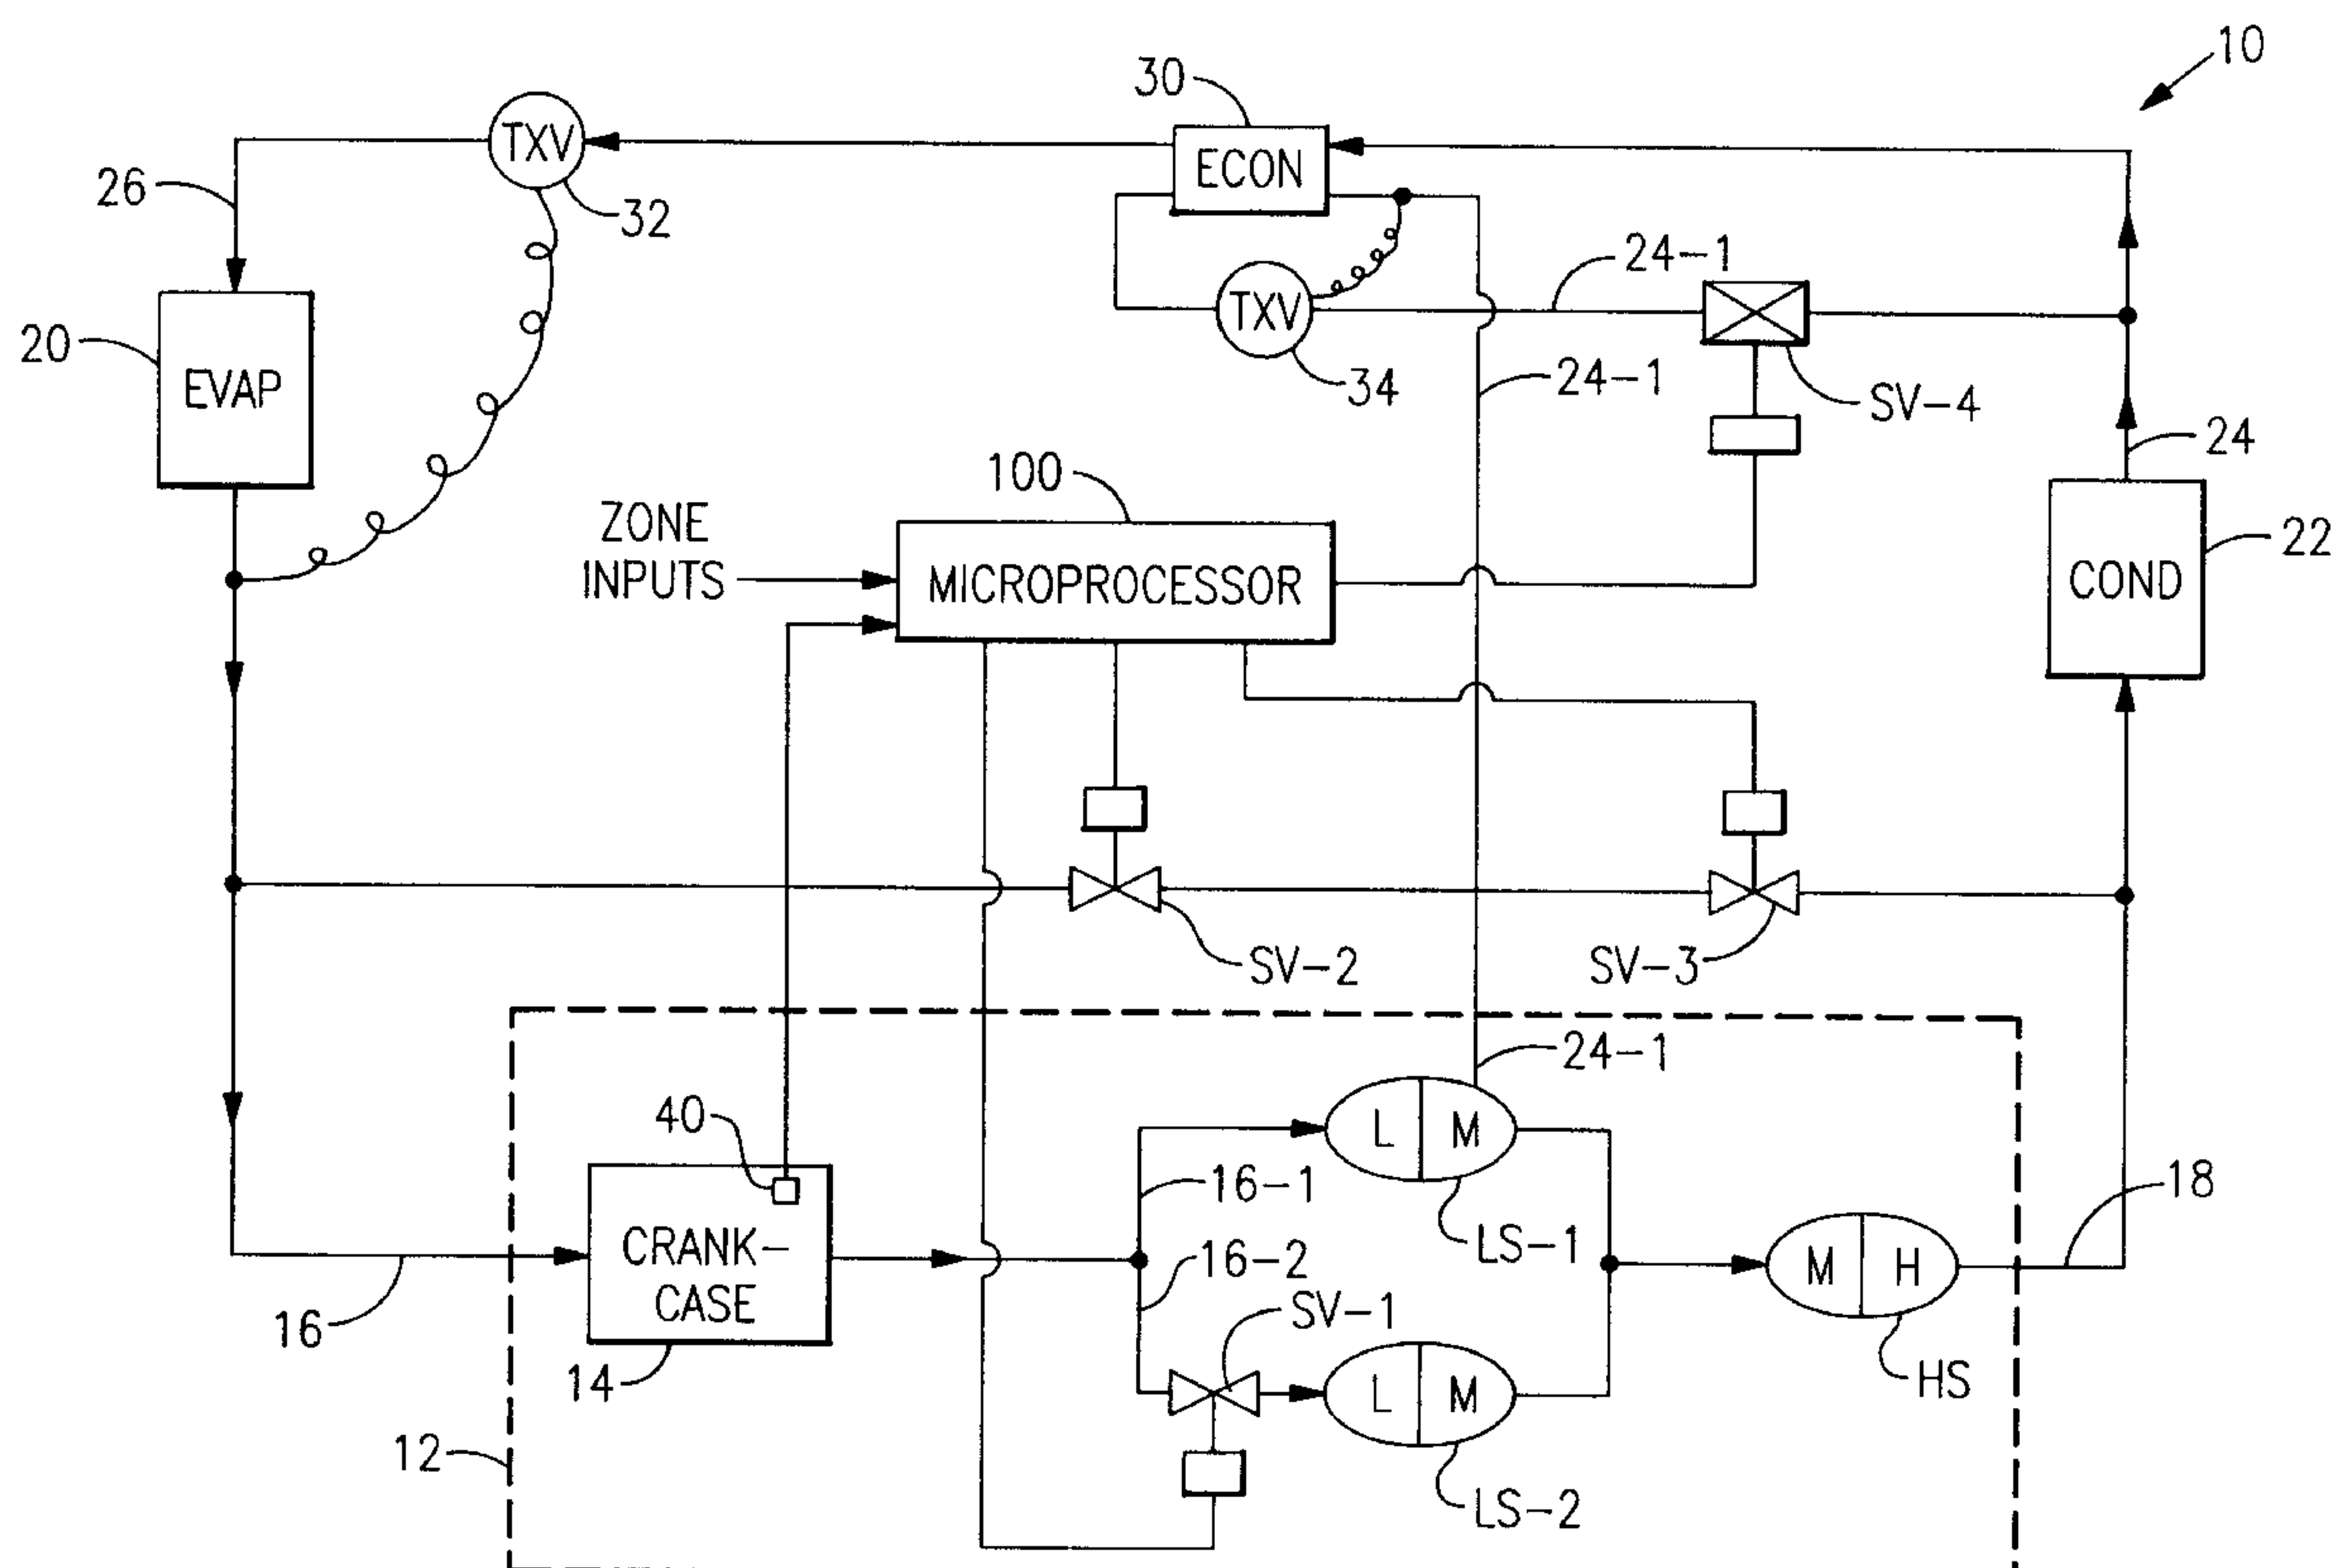 10
30
TXV
ECON
26
32
24-1
20
TXV
EVAP
34
24-1
SV-4
24
100
ZONE
INPUTS
MICROPROCESSOR
22
COND
SV-2
SV-3
24-1
40
L M
16-1
18
LS-1
CRANK-
CASE
16-2
M H
SV-1
16
14
L M
HS
12
LS-2